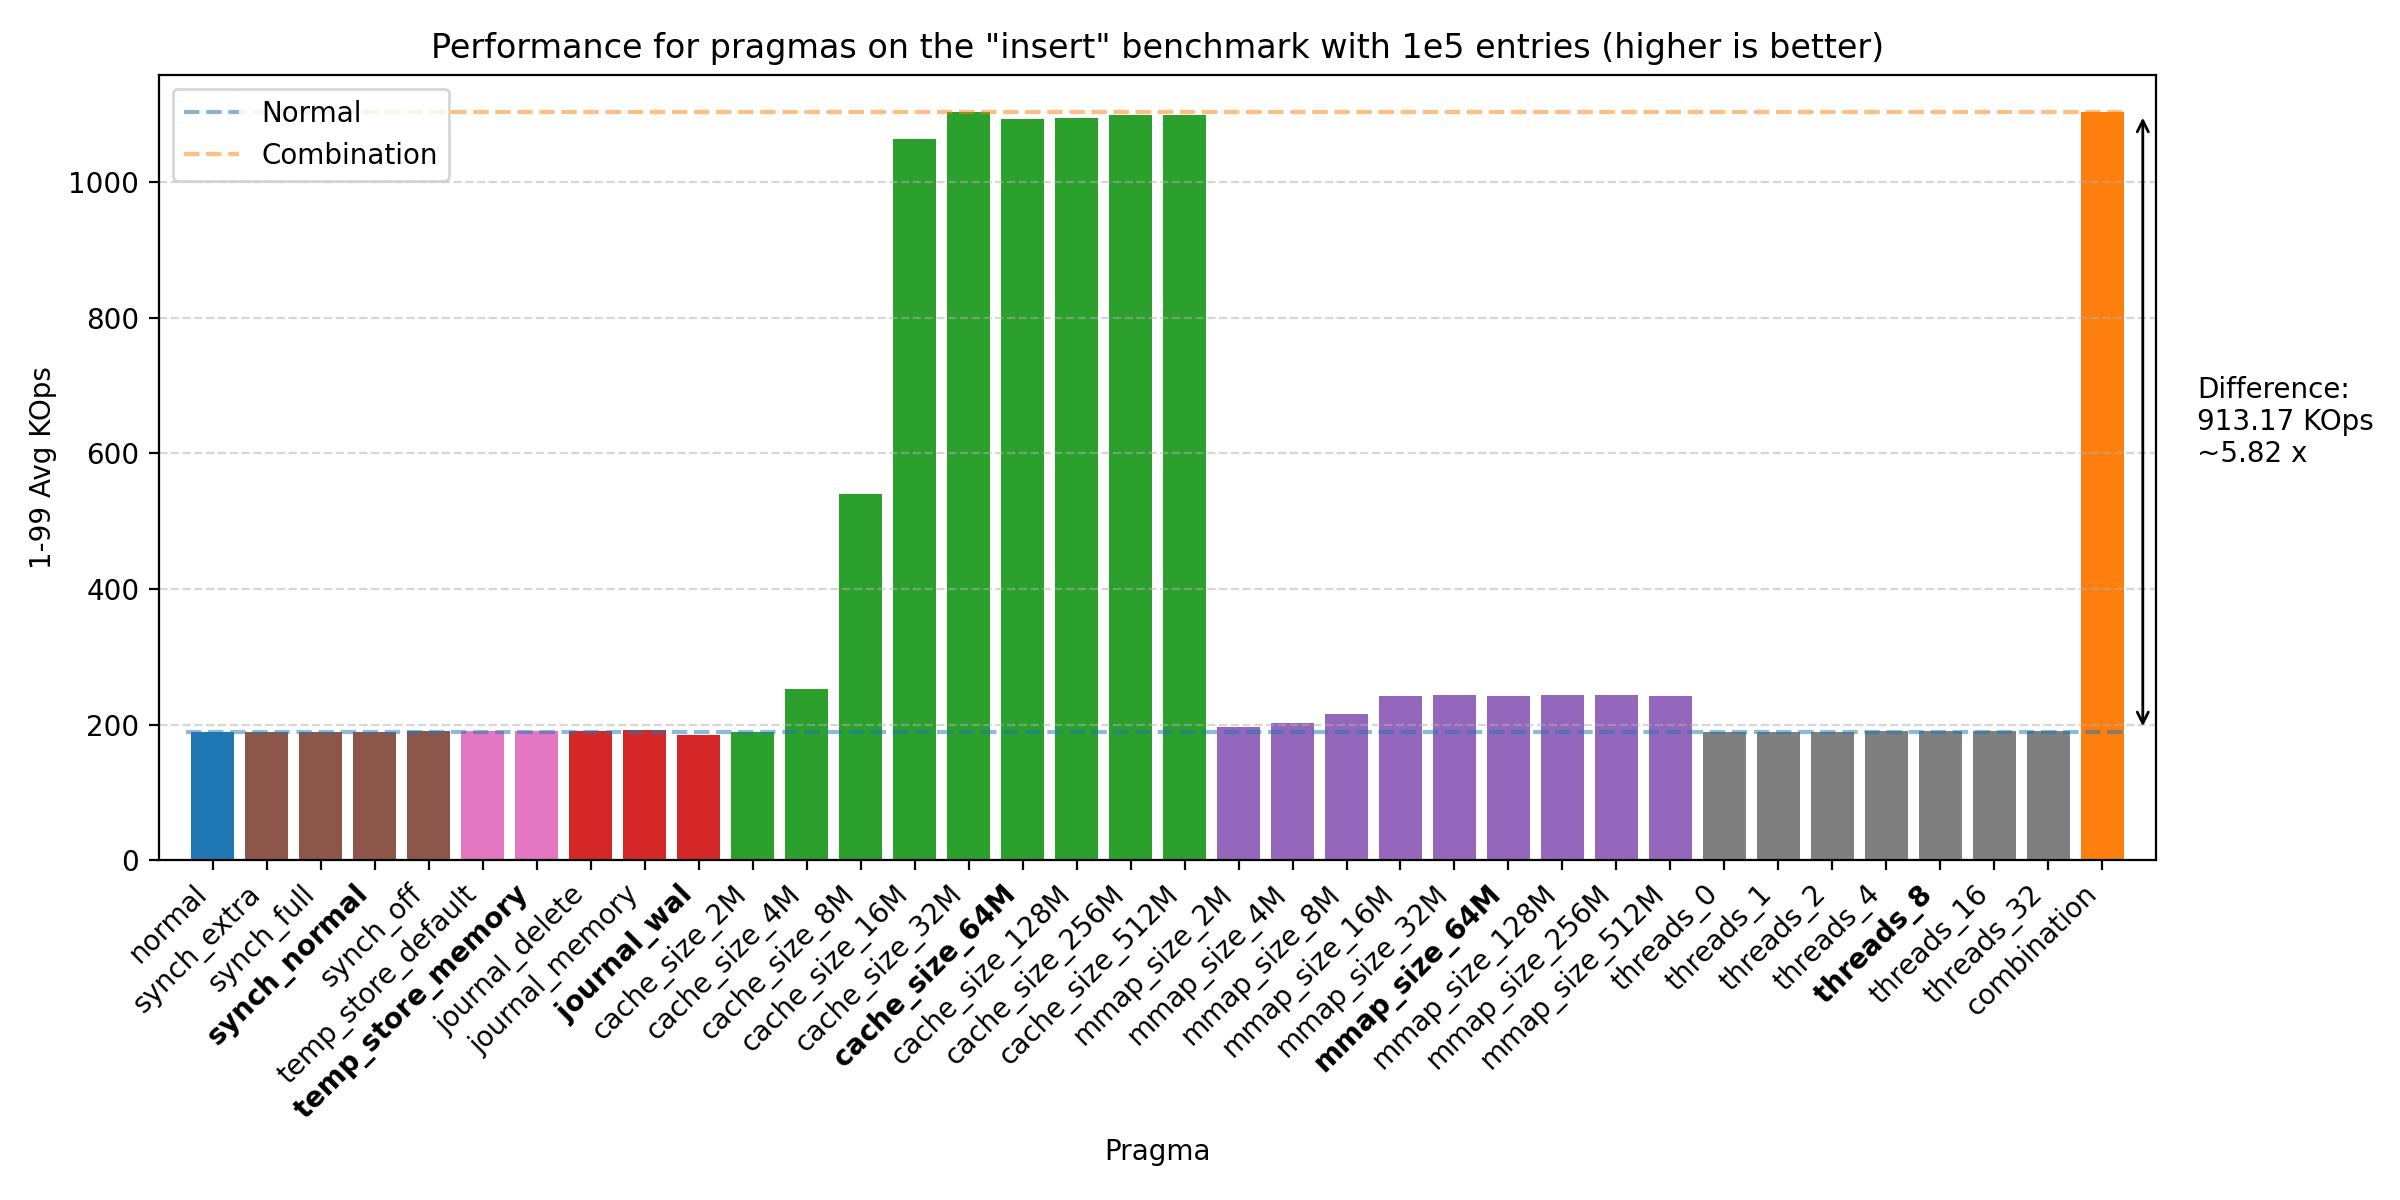 Performance for pragmas on the "insert" benchmark with 1e5 entries (higher is better)
Normal
Combination
1-99 Avg KOps
1000
800
600
400
200
0
Difference:
913.17 KOps
~5.82 x
normal
synch_extra
synch_full
synch_normal
synch_off
temp_store_default
temp_store_memory
journal_delete
journal_memory
journal_wal
cache_size_2M
cache_size_4M
cache_size_8M
cache_size_16M
cache_size_32M
cache_size_64M
cache_size_128M
cache_size_256M
cache_size_512M
mmap_size_2M
mmap_size_4M
mmap_size_8M
mmap_size_16M
mmap_size_32M
mmap_size_64M
mmap_size_128M
mmap_size_256M
mmap_size_512M
threads_0
threads_1
threads_2
threads_4
threads_8
threads_16
threads_32
combination
Pragma